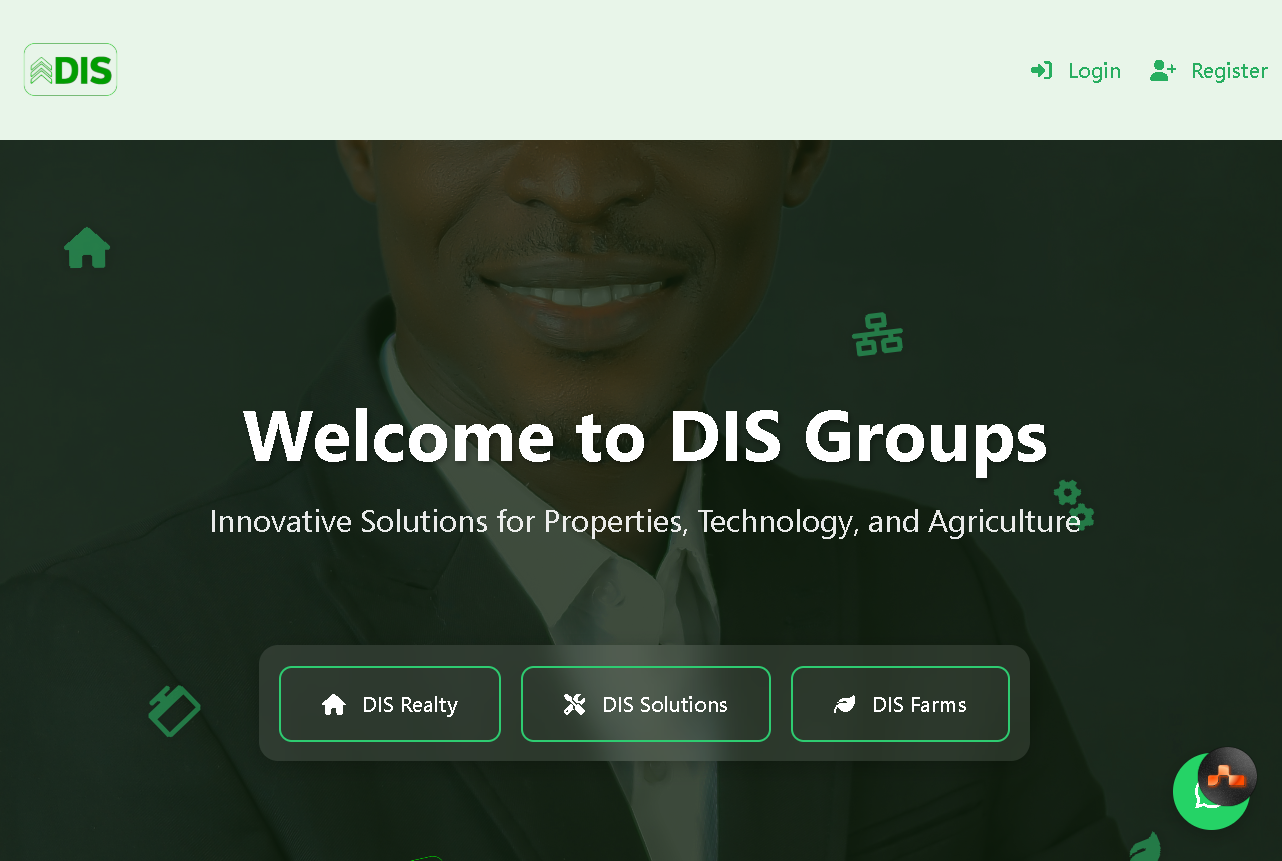 DIS
Login
Register
Welcome to DIS Groups
Innovative Solutions for Properties, Technology, and Agriculture
DIS Realty
DIS Solutions
DIS Farms